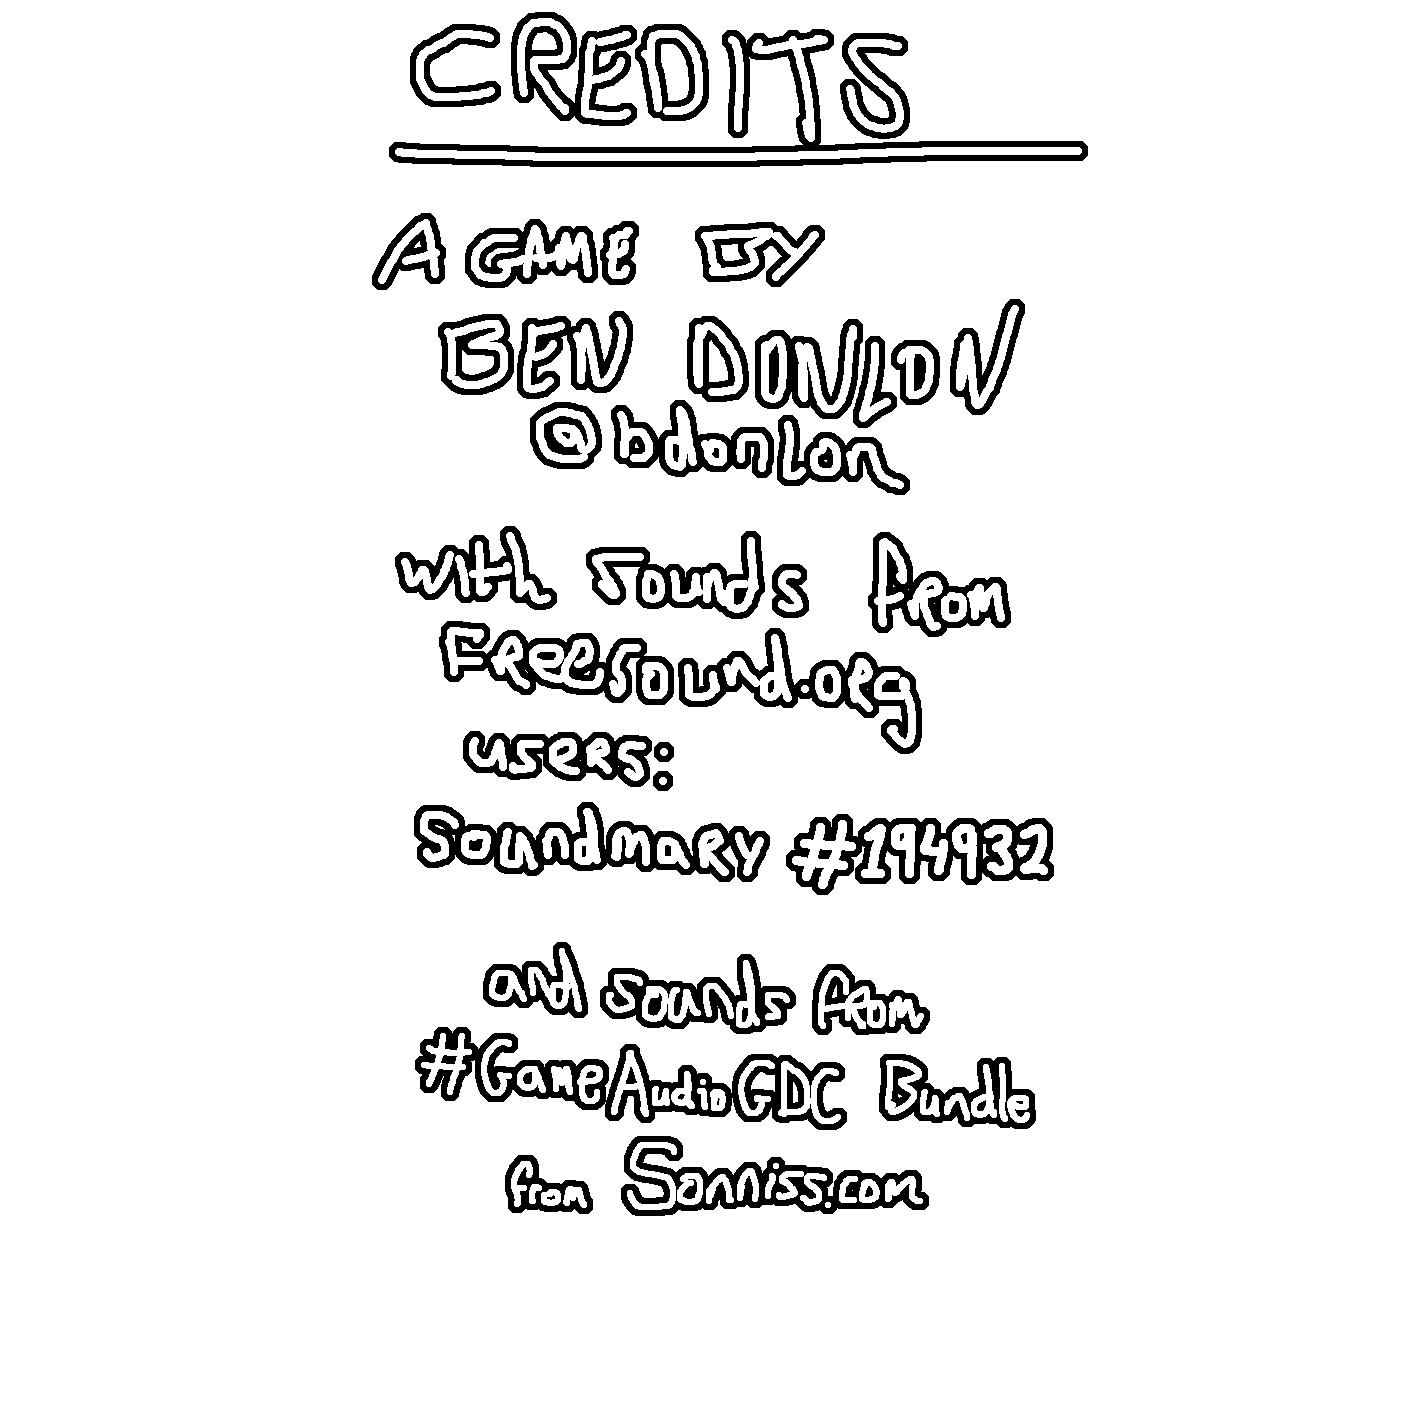 CREDITS
A GAME BY
BEN DONLON
@bdonlon
with sounds from
FReesound.oRg
useRs:
SoundmaRy #194932
and sounds fRom
#GameAudioGDC Bundle
from Sonniss.com